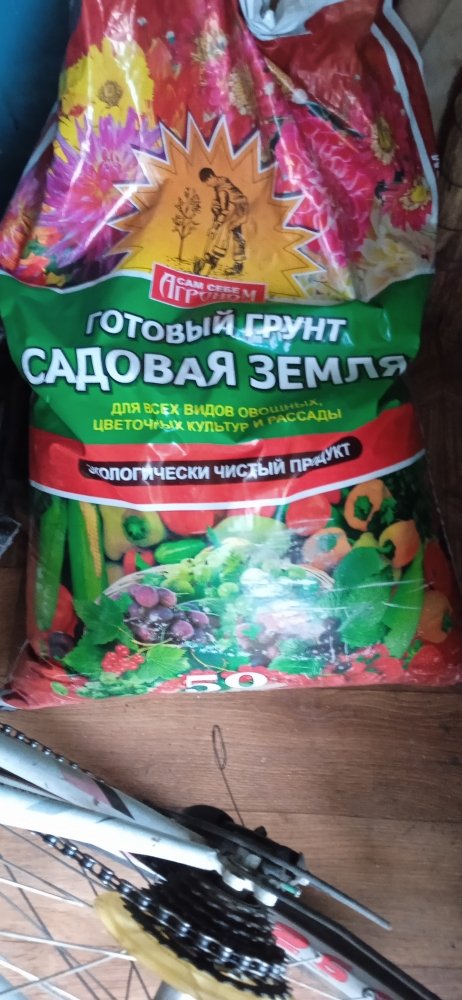 САМ СЕБЕ
АГРОНОМ
ГОТОВЫЙ ГРУНТ
САДОВАЯ ЗЕМЛЯ
ДЛЯ ВСЕХ ВИДОВ ОВОЩНЫХ,
ЦВЕТОЧНЫХ КУЛЬТУР И РАССАДЫ
ЭКОЛОГИЧЕСКИ ЧИСТЫЙ ПРОДУКТ
50